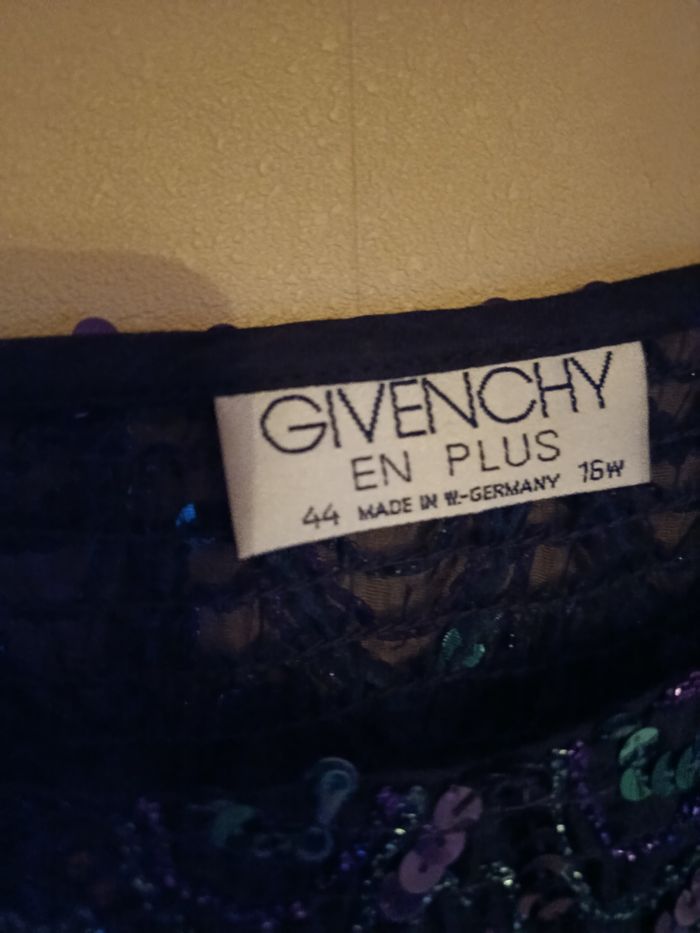 GIVENCHY
EN PLUS
44 MADE IN W.-GERMANY 16W